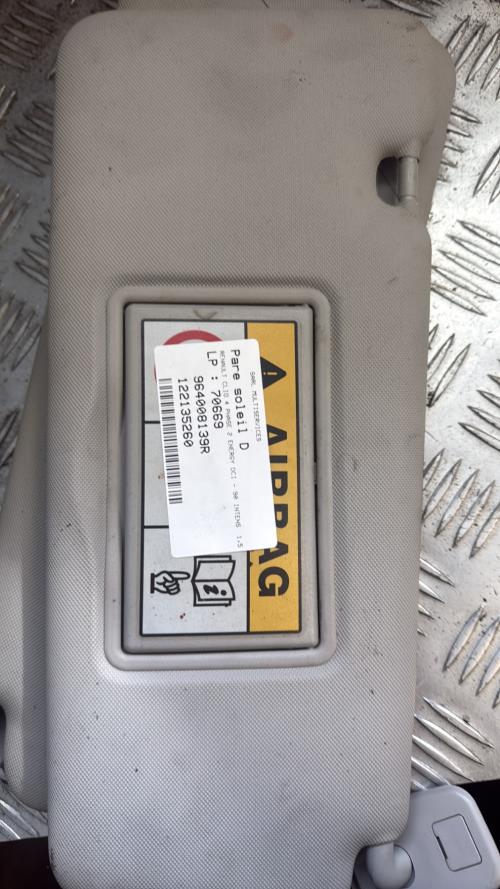 SARL MULTISERVICES
Pare soleil D
RENAULT CLIO 4 PHASE 2 ENERGY DCI - 90 INTENS 1.5
LP : 70669
964008139R
122135260
AIRBAG
i